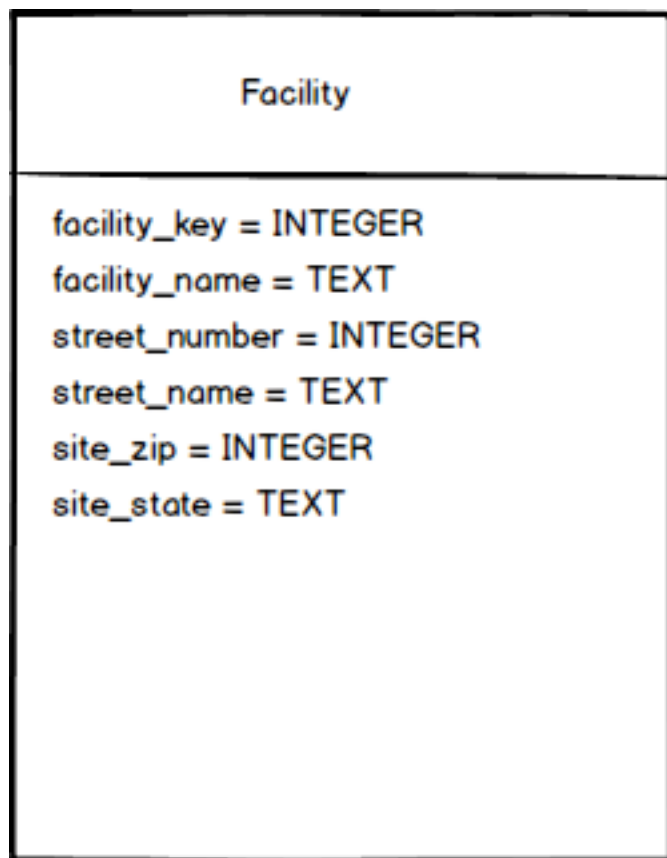 Facility
facility_key = INTEGER
facility_name = TEXT
street_number = INTEGER
street_name = TEXT
site_zip = INTEGER
site_state = TEXT